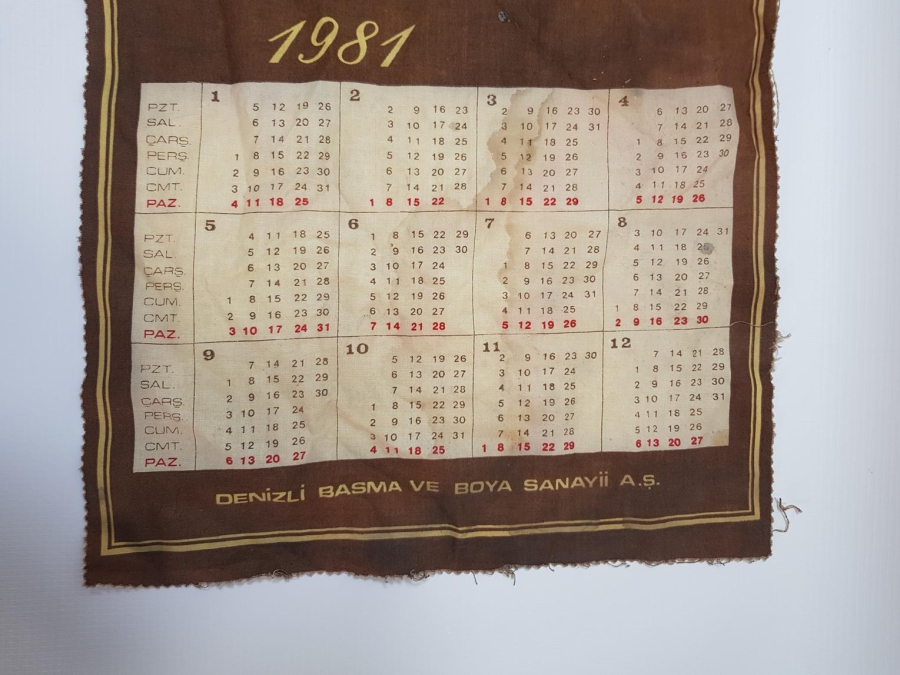 1981
1 2 3 4
PZT. 5 12 19 26 2 9 16 23 2 9 16 23 30 6 13 20 27
SAL. 6 13 20 27 3 10 17 24 3 10 17 24 31 7 14 21 28
ÇARŞ. 7 14 21 28 4 11 18 25 4 11 18 25 1 8 15 22 29
PERŞ. 1 8 15 22 29 5 12 19 26 5 12 19 26 2 9 16 23 30
CUM. 2 9 16 23 30 6 13 20 27 6 13 20 27 3 10 17 24
CMT. 3 10 17 24 31 7 14 21 28 7 14 21 28 4 11 18 25
PAZ. 4 11 18 25 1 8 15 22 1 8 15 22 29 5 12 19 26
5 6 7 8
PZT. 4 11 18 25 1 8 15 22 29 6 13 20 27 3 10 17 24 31
SAL. 5 12 19 26 2 9 16 23 30 7 14 21 28 4 11 18 25
ÇARŞ. 6 13 20 27 3 10 17 24 1 8 15 22 29 5 12 19 26
PERŞ. 7 14 21 28 4 11 18 25 2 9 16 23 30 6 13 20 27
CUM. 1 8 15 22 29 5 12 19 26 3 10 17 24 31 7 14 21 28
CMT. 2 9 16 23 30 6 13 20 27 4 11 18 25 1 8 15 22 29
PAZ. 3 10 17 24 31 7 14 21 28 5 12 19 26 2 9 16 23 30
9 10 11 12
PZT. 7 14 21 28 5 12 19 26 2 9 16 23 30 7 14 21 28
SAL. 1 8 15 22 29 6 13 20 27 3 10 17 24 1 8 15 22 29
ÇARŞ. 2 9 16 23 30 7 14 21 28 4 11 18 25 2 9 16 23 30
PERŞ. 3 10 17 24 1 8 15 22 29 5 12 19 26 3 10 17 24 31
CUM. 4 11 18 25 2 9 16 23 30 6 13 20 27 4 11 18 25
CMT. 5 12 19 26 3 10 17 24 31 7 14 21 28 5 12 19 26
PAZ. 6 13 20 27 4 11 18 25 1 8 15 22 29 6 13 20 27
DENİZLİ BASMA VE BOYA SANAYİİ A.Ş.